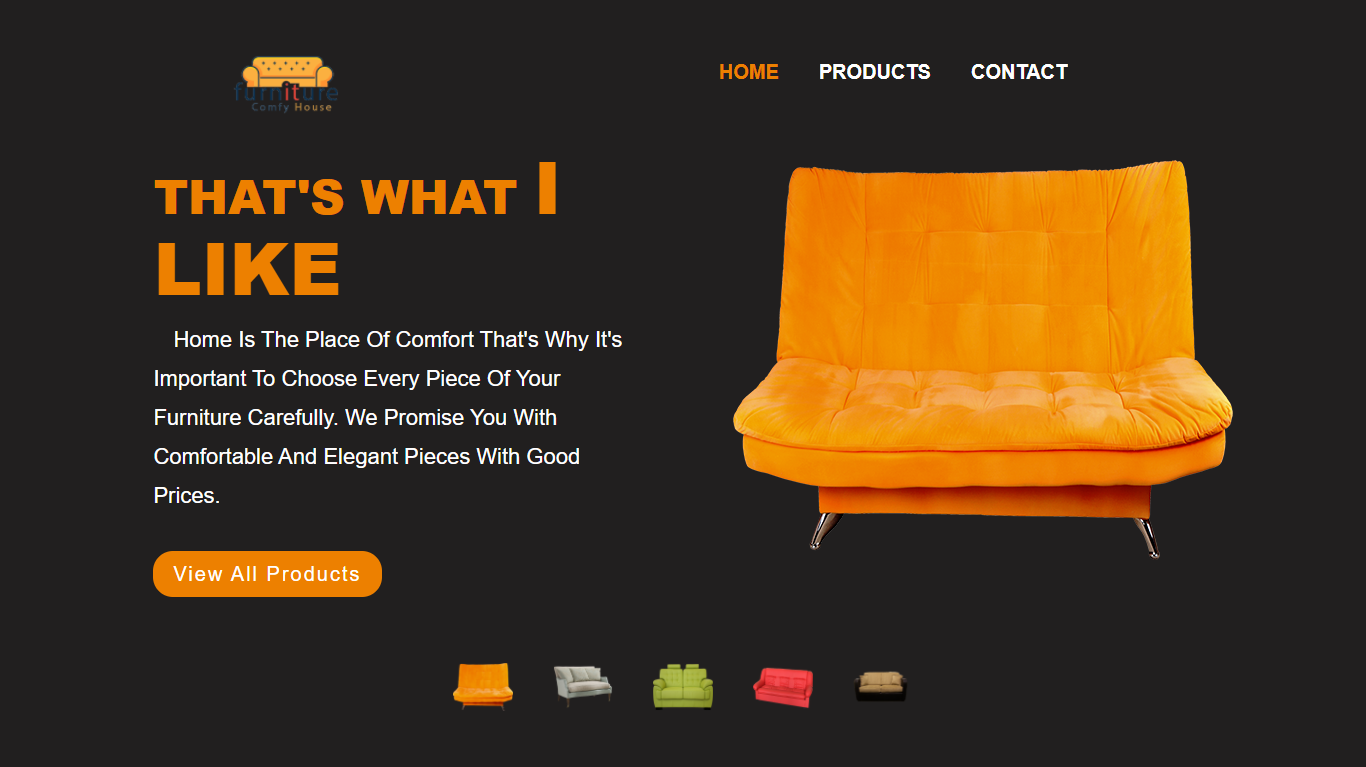 furniture
Comfy House
HOME PRODUCTS CONTACT
THAT'S WHAT I
LIKE
Home Is The Place Of Comfort That's Why It's
Important To Choose Every Piece Of Your
Furniture Carefully. We Promise You With
Comfortable And Elegant Pieces With Good
Prices.
View All Products